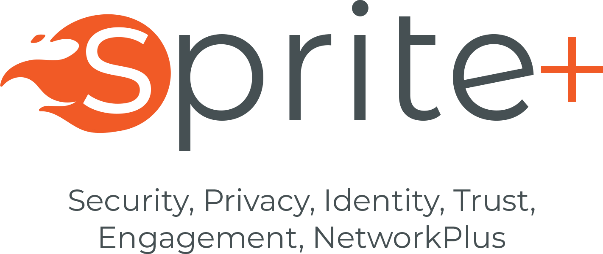 Sprite+
Security, Privacy, Identity, Trust,
Engagement, NetworkPlus